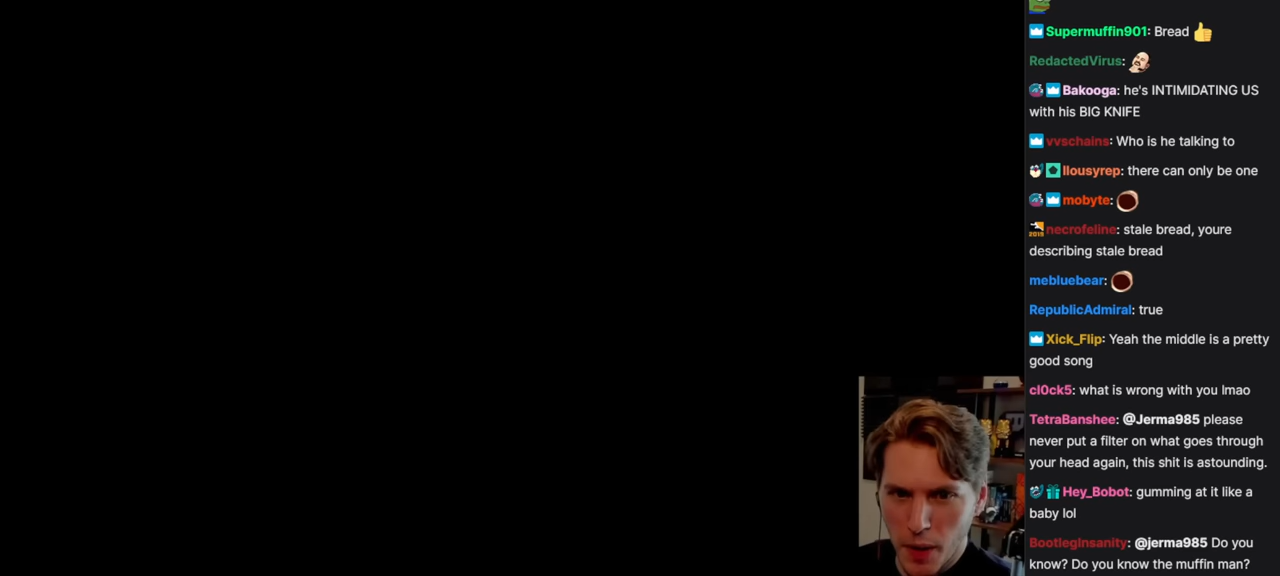 Supermuffin901: Bread
RedactedVirus:
Bakooga: he's INTIMIDATING US
with his BIG KNIFE
vvschains: Who is he talking to
llousyrep: there can only be one
mobyte:
necrofeline: stale bread, youre
describing stale bread
mebluebear:
RepublicAdmiral: true
Xick_Flip: Yeah the middle is a pretty
good song
cl0ck5: what is wrong with you lmao
TetraBanshee: @Jerma985 please
never put a filter on what goes through
your head again, this shit is astounding.
Hey_Bobot: gumming at it like a
baby lol
BootlegInsanity: @jerma985 Do you
know? Do you know the muffin man?